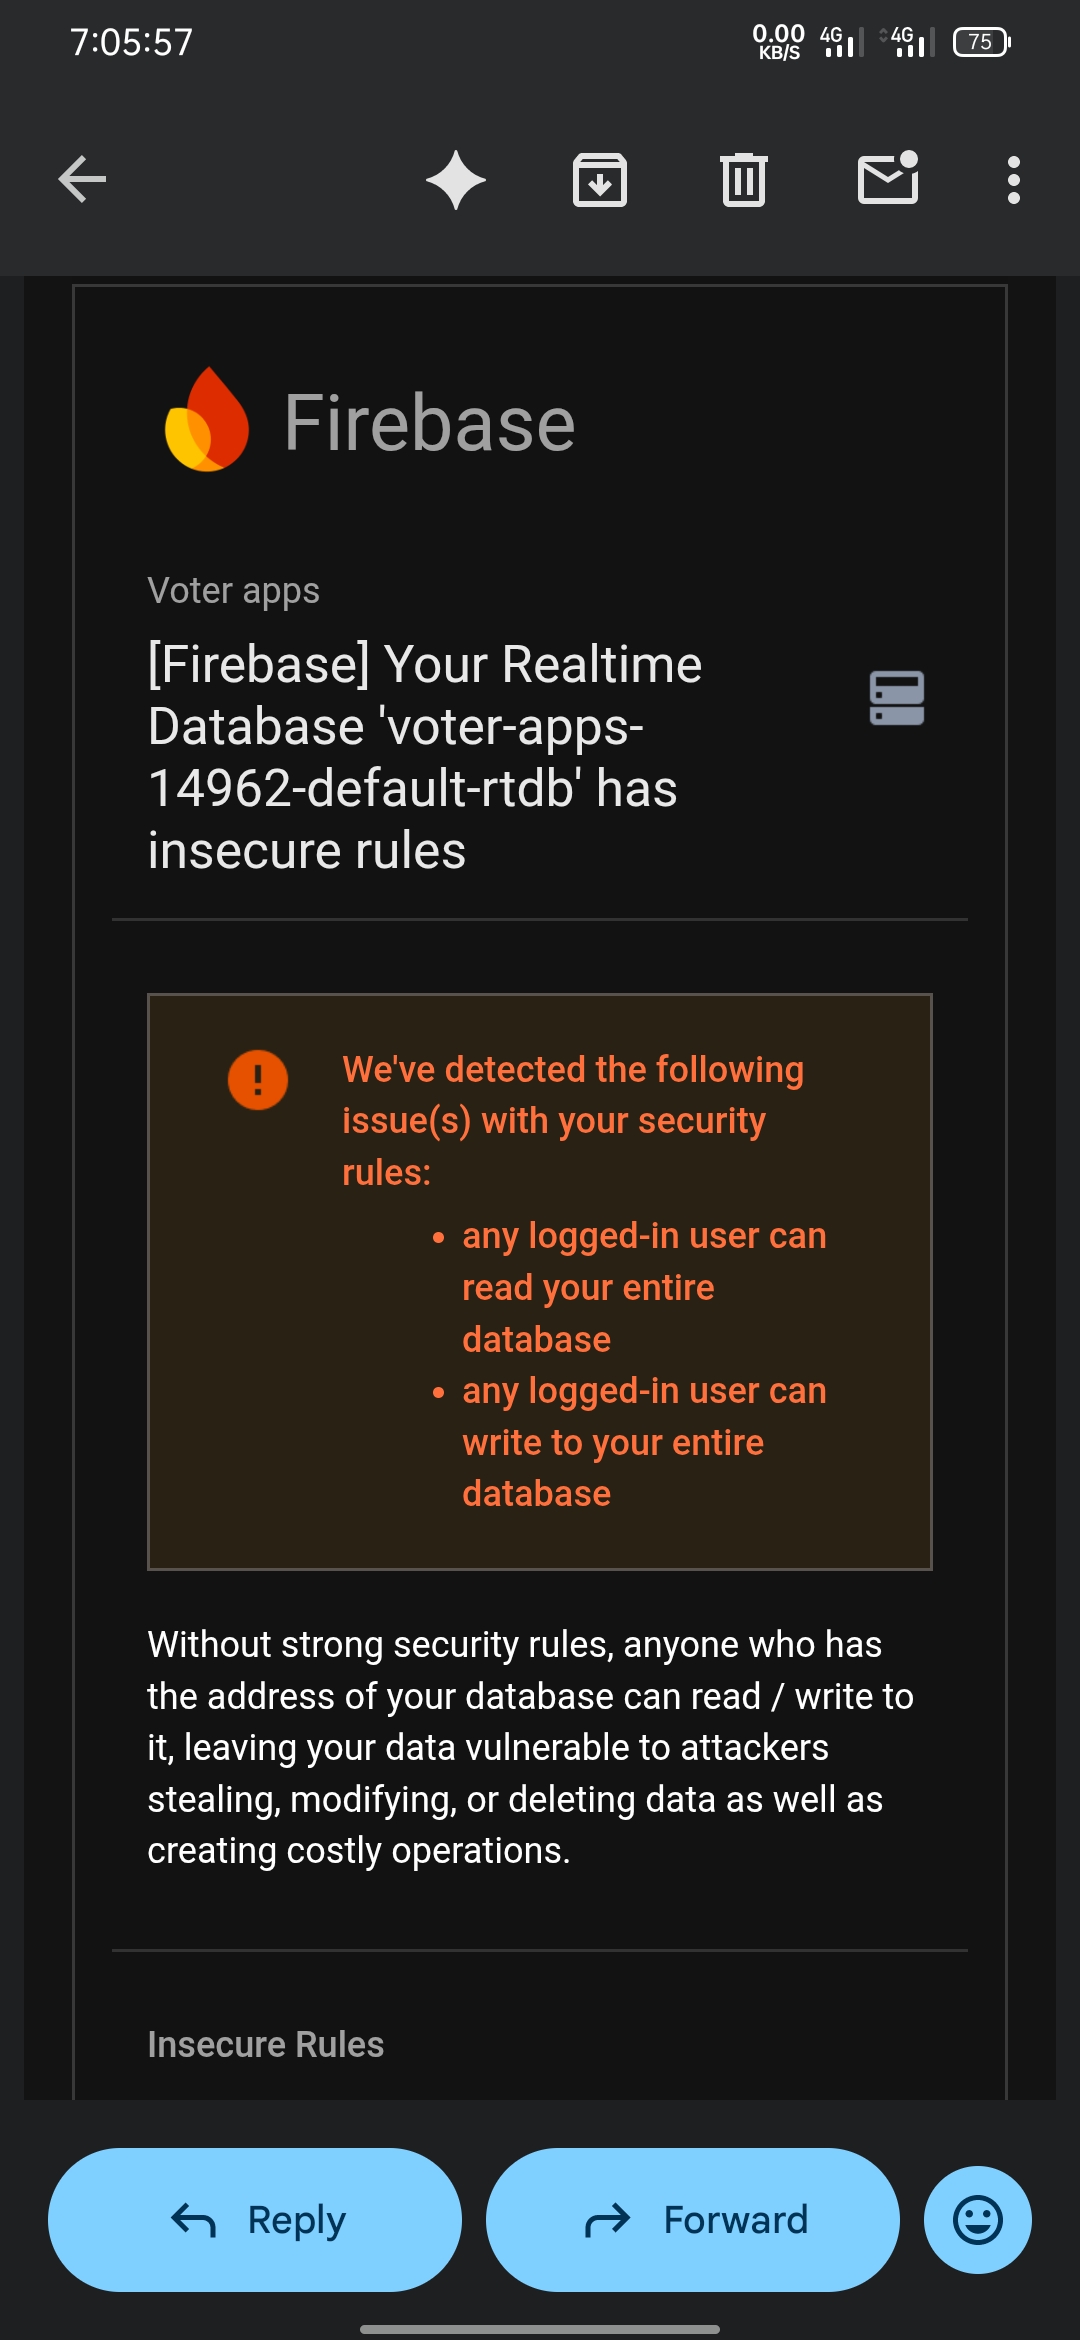 7:05:57
0.00
KB/S
4G
4G
75
Firebase
Voter apps
[Firebase] Your Realtime
Database 'voter-apps-
14962-default-rtdb' has
insecure rules
We've detected the following
issue(s) with your security
rules:
• any logged-in user can
read your entire
database
• any logged-in user can
write to your entire
database
Without strong security rules, anyone who has
the address of your database can read / write to
it, leaving your data vulnerable to attackers
stealing, modifying, or deleting data as well as
creating costly operations.
Insecure Rules
Reply
Forward